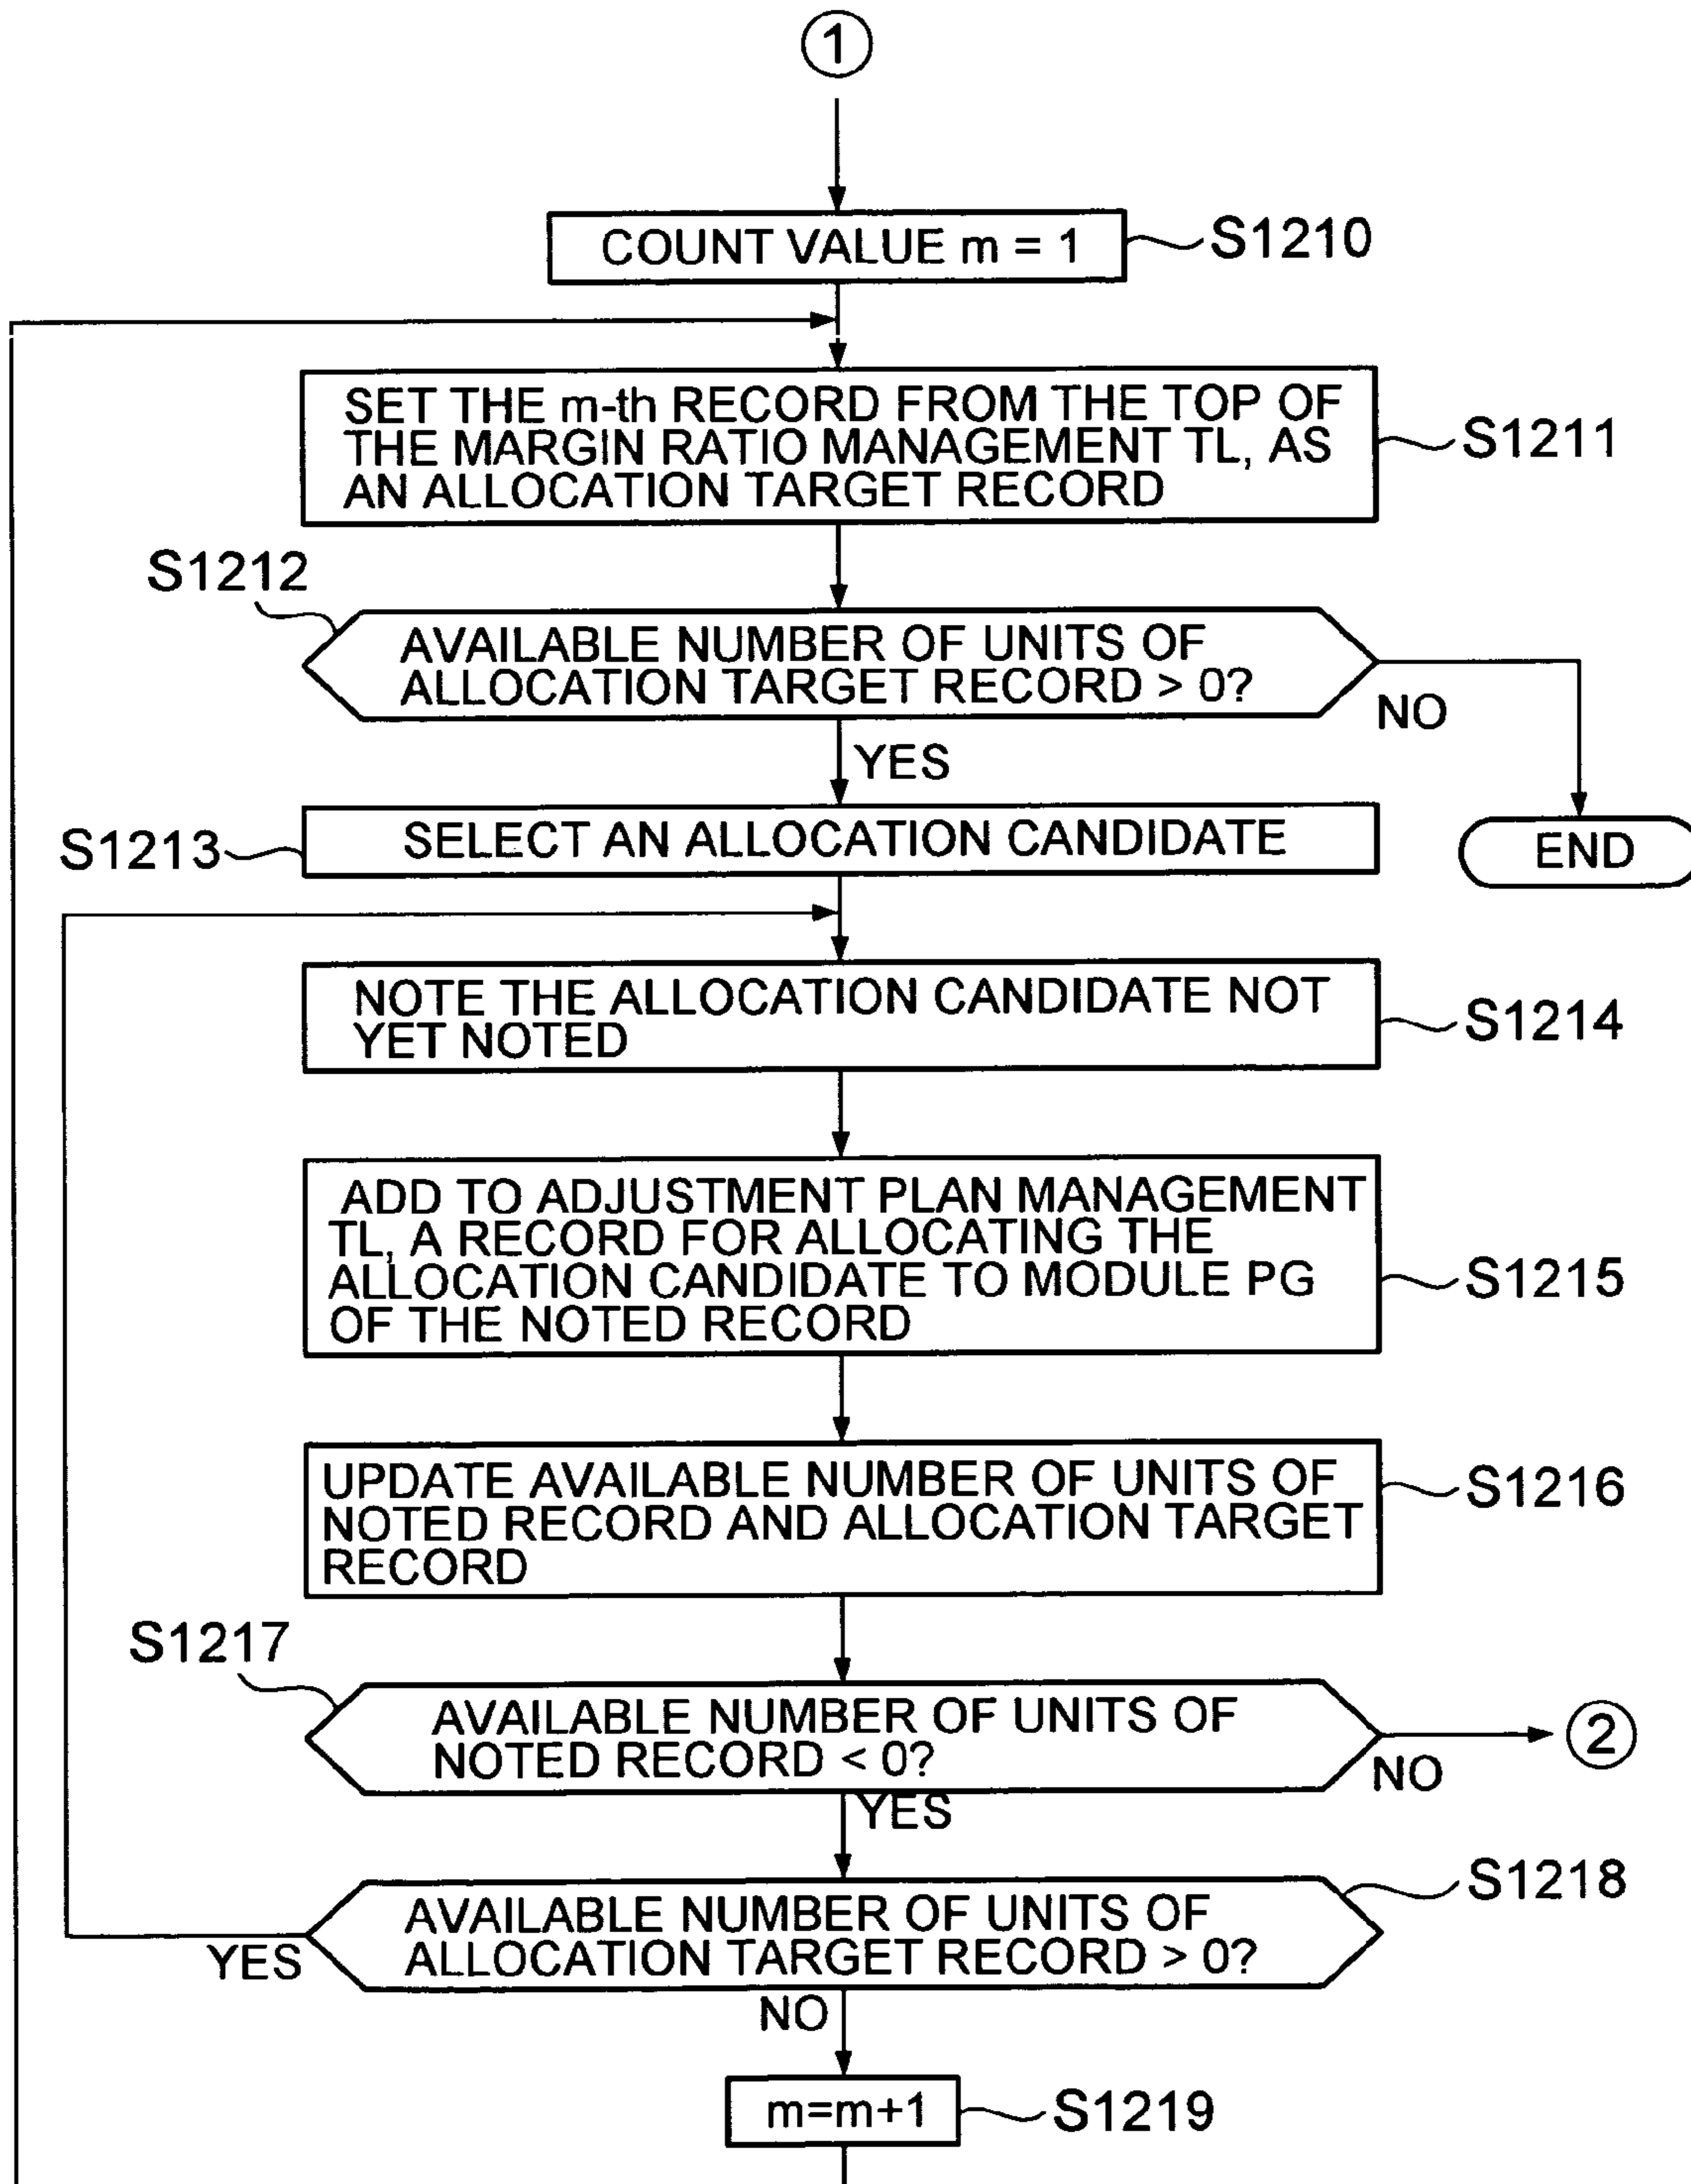 1
COUNT VALUE m = 1
S1210
SET THE m-th RECORD FROM THE TOP OF
THE MARGIN RATIO MANAGEMENT TL, AS
AN ALLOCATION TARGET RECORD
S1211
S1212
AVAILABLE NUMBER OF UNITS OF
ALLOCATION TARGET RECORD > 0?
NO
YES
END
S1213
SELECT AN ALLOCATION CANDIDATE
NOTE THE ALLOCATION CANDIDATE NOT
YET NOTED
S1214
ADD TO ADJUSTMENT PLAN MANAGEMENT
TL, A RECORD FOR ALLOCATING THE
ALLOCATION CANDIDATE TO MODULE PG
OF THE NOTED RECORD
S1215
UPDATE AVAILABLE NUMBER OF UNITS OF
NOTED RECORD AND ALLOCATION TARGET
RECORD
S1216
S1217
AVAILABLE NUMBER OF UNITS OF
NOTED RECORD < 0?
NO
2
YES
AVAILABLE NUMBER OF UNITS OF
ALLOCATION TARGET RECORD > 0?
S1218
YES
NO
m=m+1
S1219